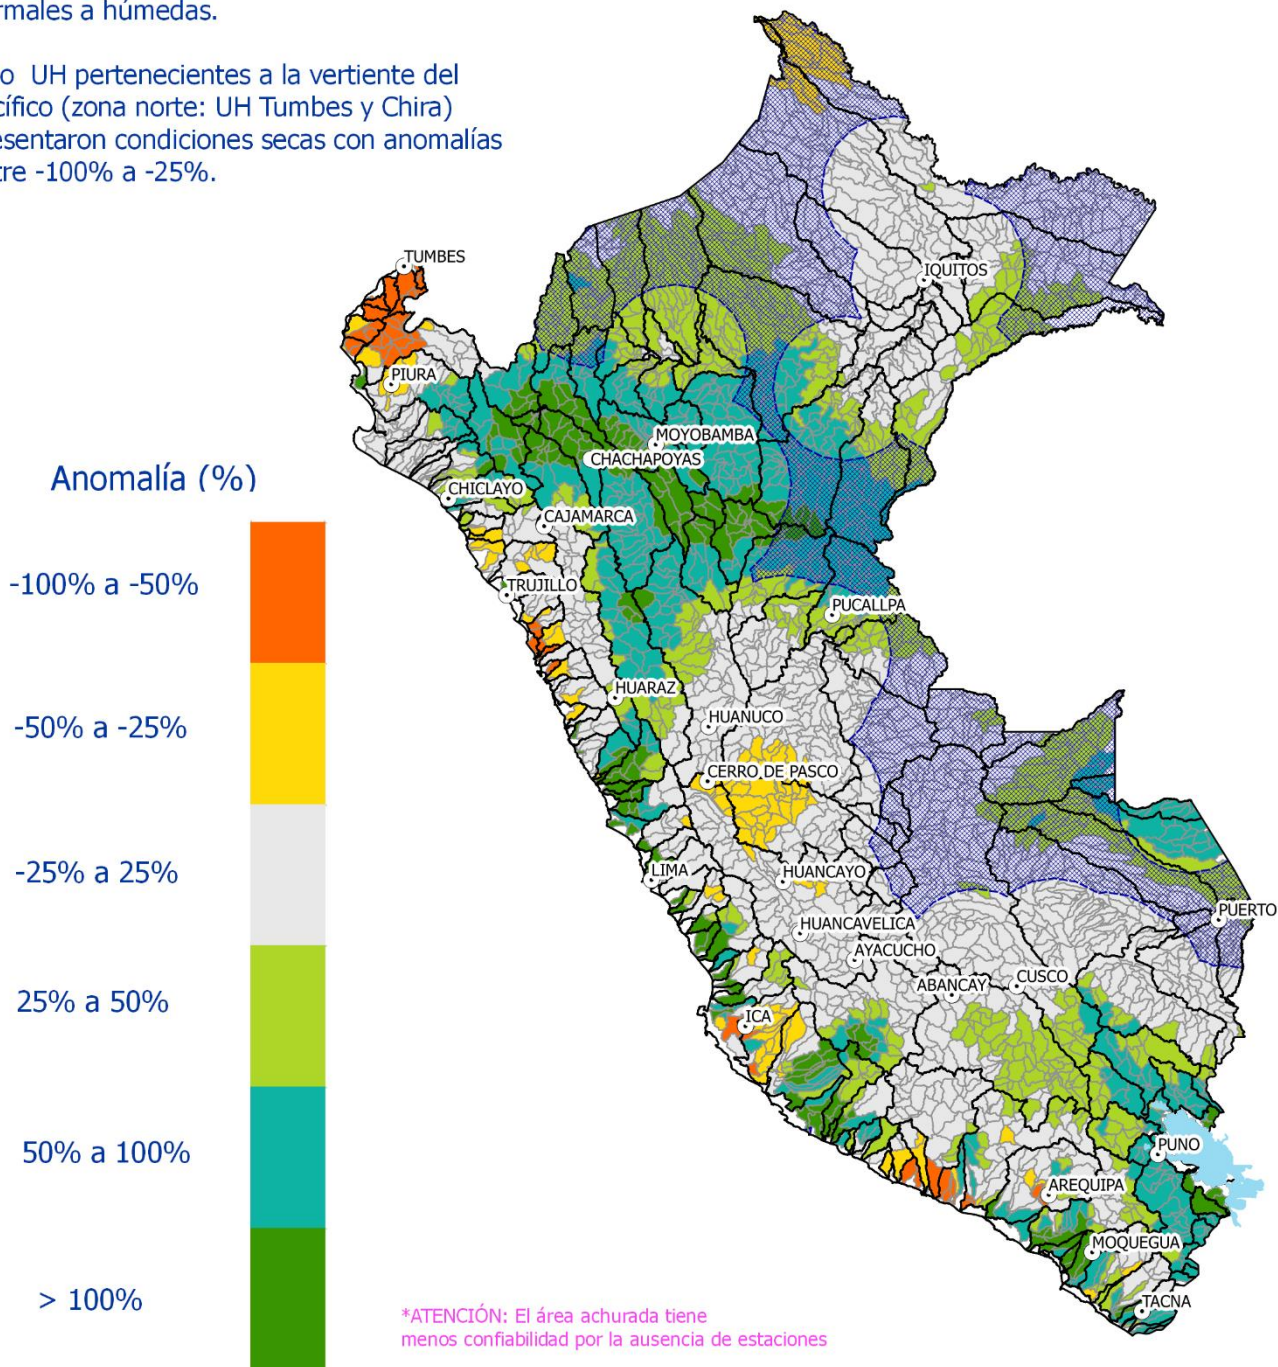 rmales a húmedas.
o UH pertenecientes a la vertiente del
cífico (zona norte: UH Tumbes y Chira)
esentaron condiciones secas con anomalías
tre -100% a -25%.
TUMBES
IQUITOS
PIURA
MOYOBAMBA
CHACHAPOYAS
Anomalía (%)
CHICLAYO
CAJAMARCA
-100% a -50%
TRUJILLO
PUCALLPA
HUARAZ
-50% a -25%
HUANUCO
CERRO DE PASCO
-25% a 25%
LIMA
HUANCAYO
PUERTO
HUANCAVELICA
AYACUCHO
ABANCAY
CUSCO
25% a 50%
ICA
50% a 100%
PUNO
AREQUIPA
MOQUEGUA
> 100%
TACNA
*ATENCIÓN: El área achurada tiene
menos confiabilidad por la ausencia de estaciones